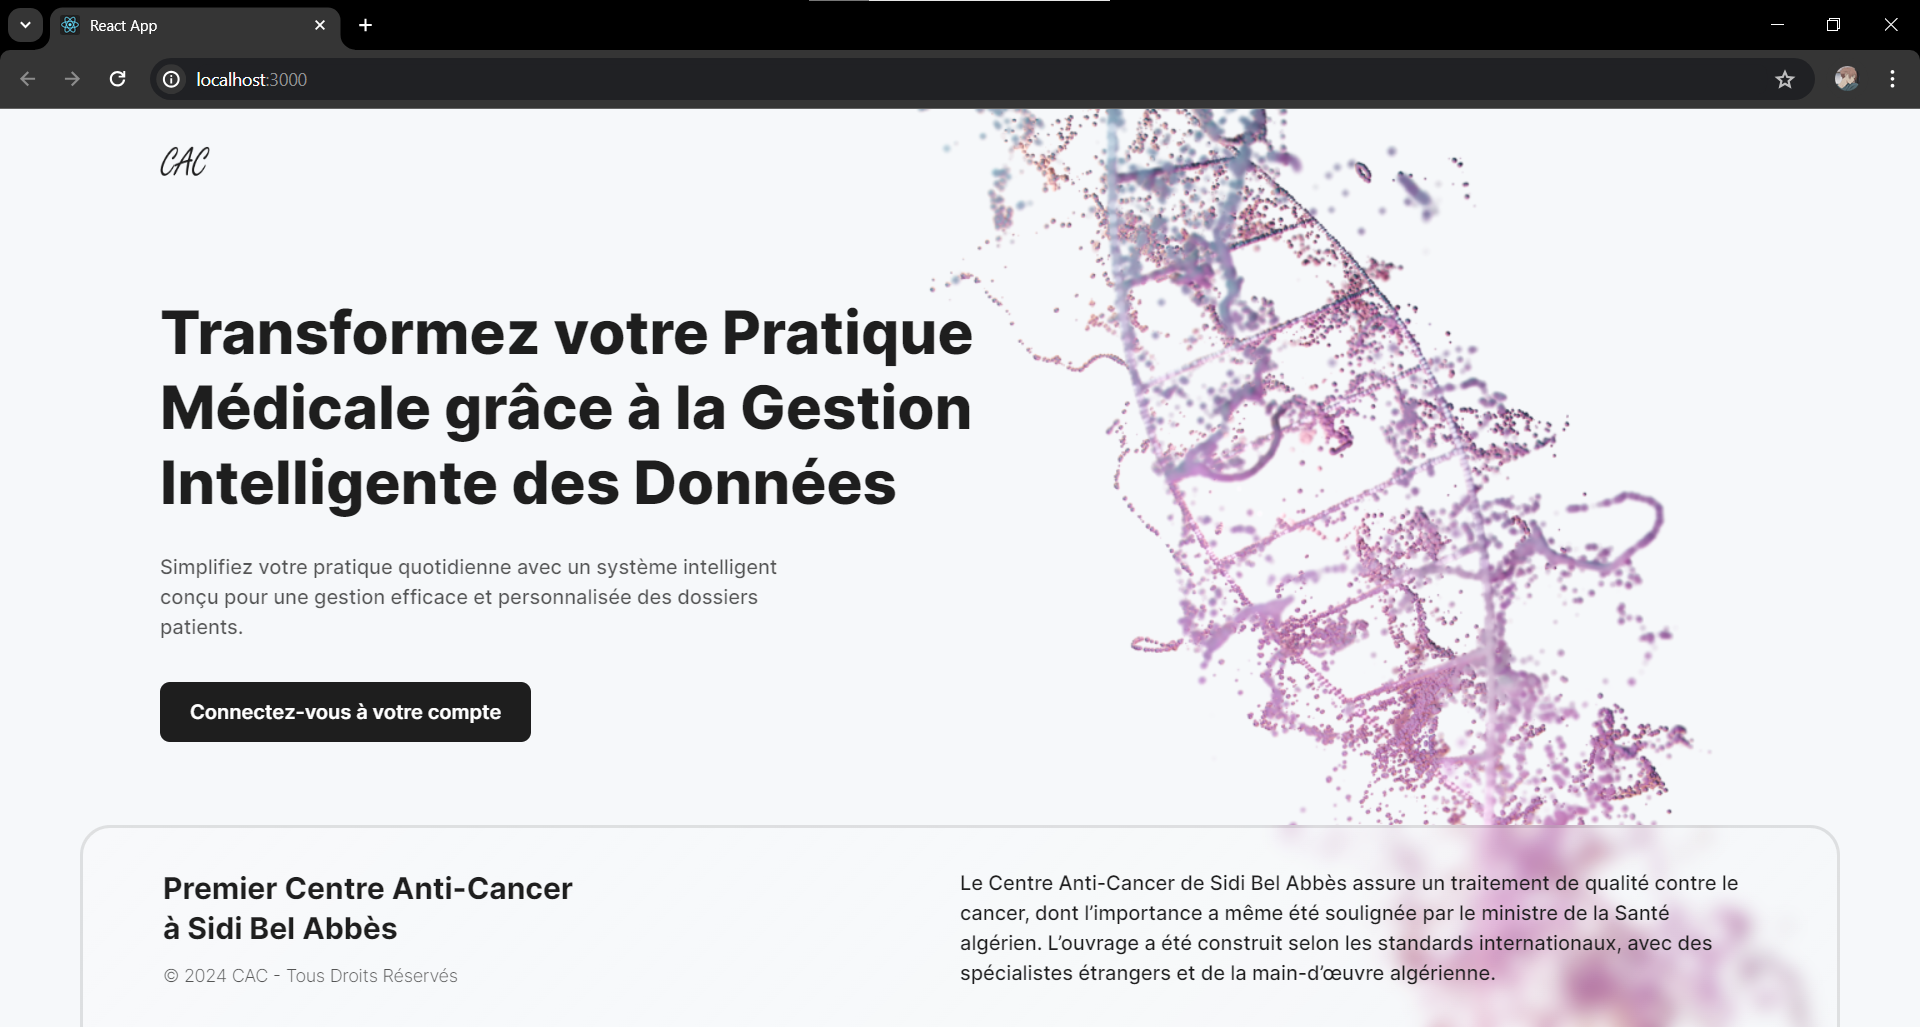 React App
localhost:3000
CAC
Transformez votre Pratique
Médicale grâce à la Gestion
Intelligente des Données
Simplifiez votre pratique quotidienne avec un système intelligent
conçu pour une gestion efficace et personnalisée des dossiers
patients.
Connectez-vous à votre compte
Premier Centre Anti-Cancer
à Sidi Bel Abbès
© 2024 CAC - Tous Droits Réservés
Le Centre Anti-Cancer de Sidi Bel Abbès assure un traitement de qualité contre le
cancer, dont l’importance a même été soulignée par le ministre de la Santé
algérien. L’ouvrage a été construit selon les standards internationaux, avec des
spécialistes étrangers et de la main-d’œuvre algérienne.